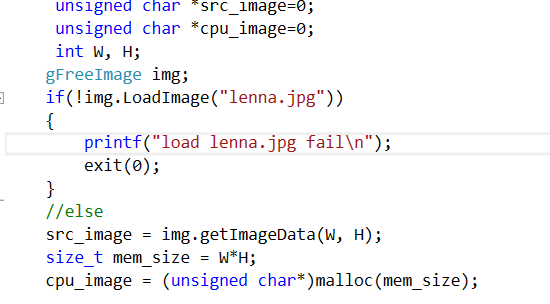 unsigned char *src_image=0;
unsigned char *cpu_image=0;
int W, H;
gFreeImage img;
if(!img.LoadImage("lenna.jpg"))
{
printf("load lenna.jpg fail\n");
exit(0);
}
//else
src_image = img.getImageData(W, H);
size_t mem_size = W*H;
cpu_image = (unsigned char*)malloc(mem_size);